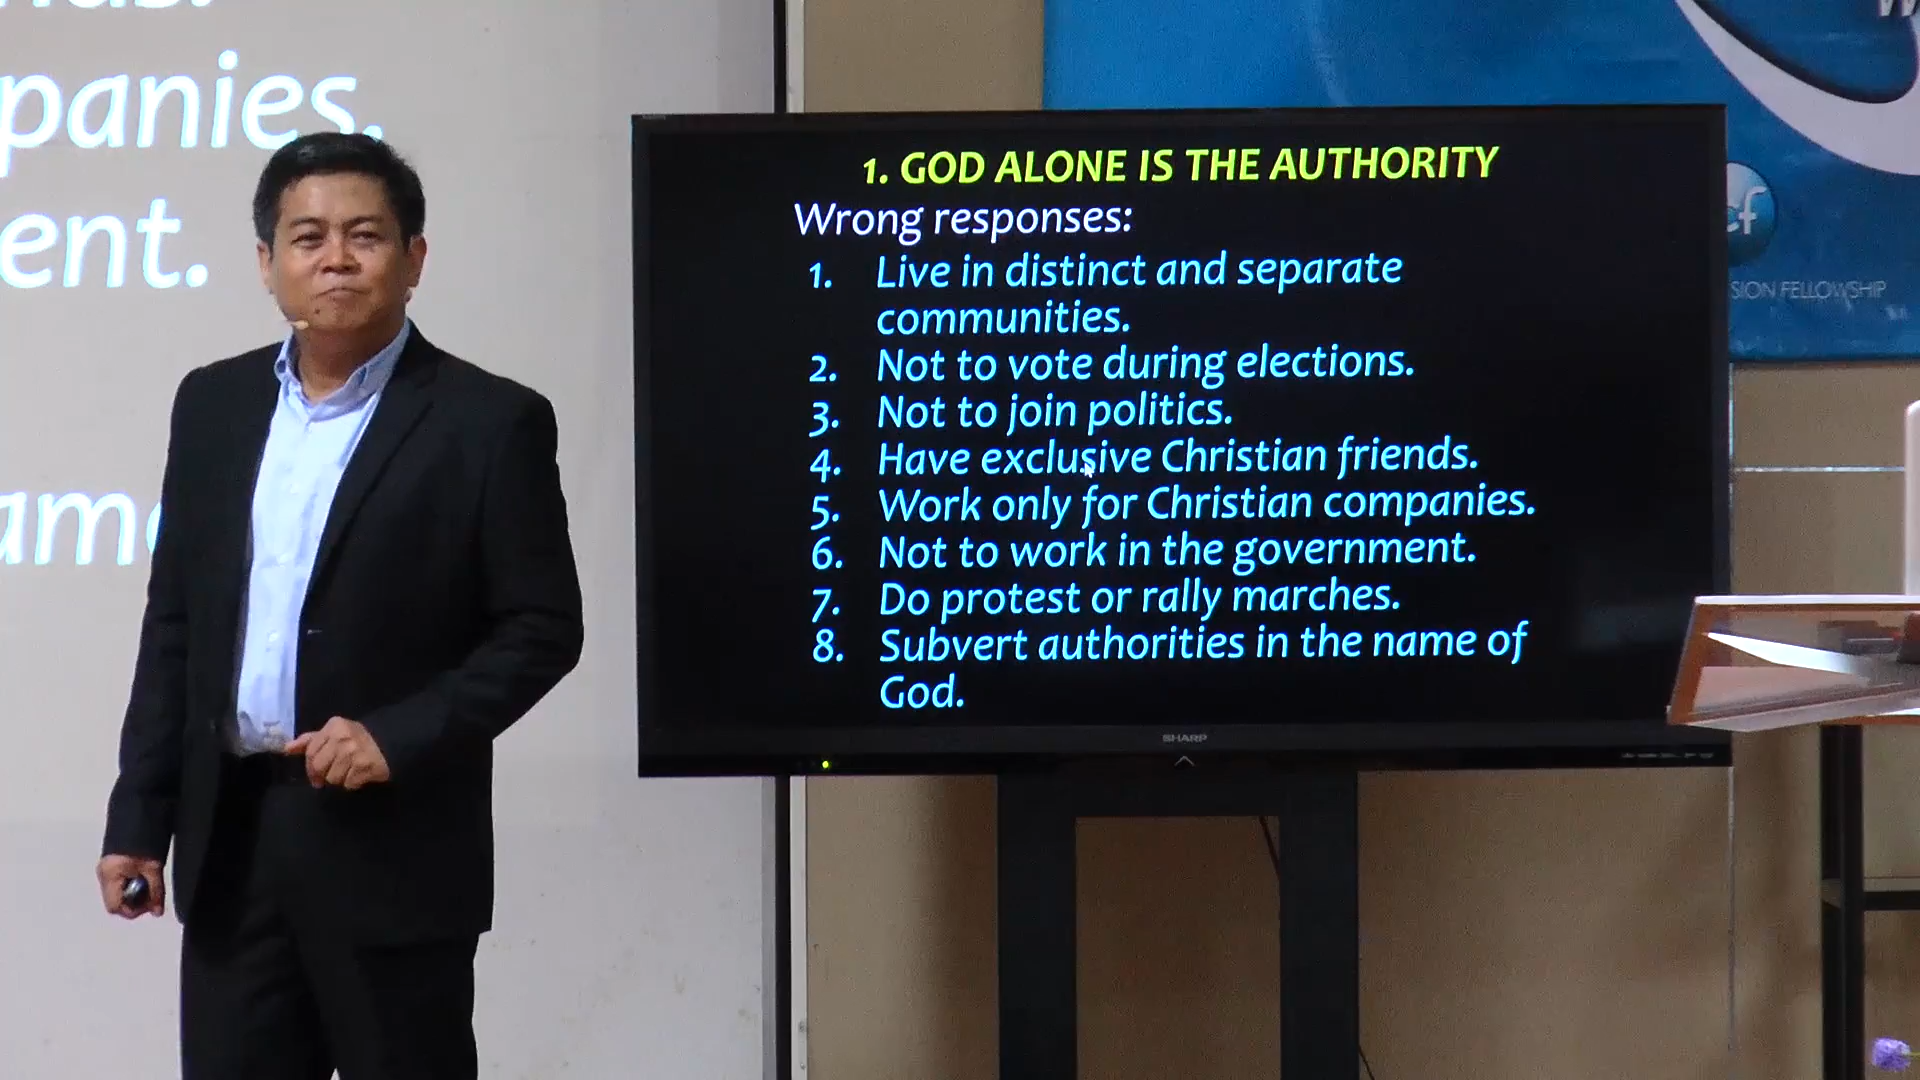 panies.
ent.
1. GOD ALONE IS THE AUTHORITY
Wrong responses:
1. Live in distinct and separate
communities.
2. Not to vote during elections.
3. Not to join politics.
4. Have exclusive Christian friends.
5. Work only for Christian companies.
6. Not to work in the government.
7. Do protest or rally marches.
8. Subvert authorities in the name of
God.
SHARP
cf
SION FELLOWSHIP